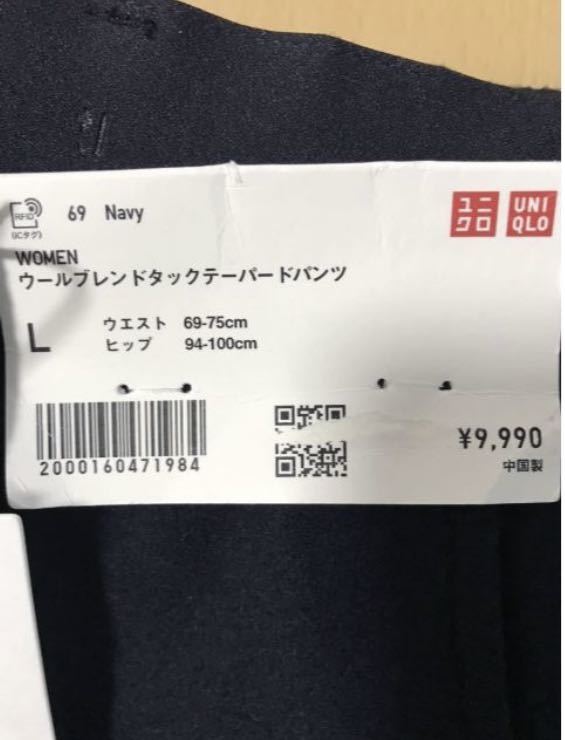 RFID
(ICタグ)
69 Navy
ユニ
クロ
UNI
QLO
WOMEN
ウールブレンドタックテーパードパンツ
L
ウエスト 69-75cm
ヒップ 94-100cm
2000160471984
¥9,990
中国製